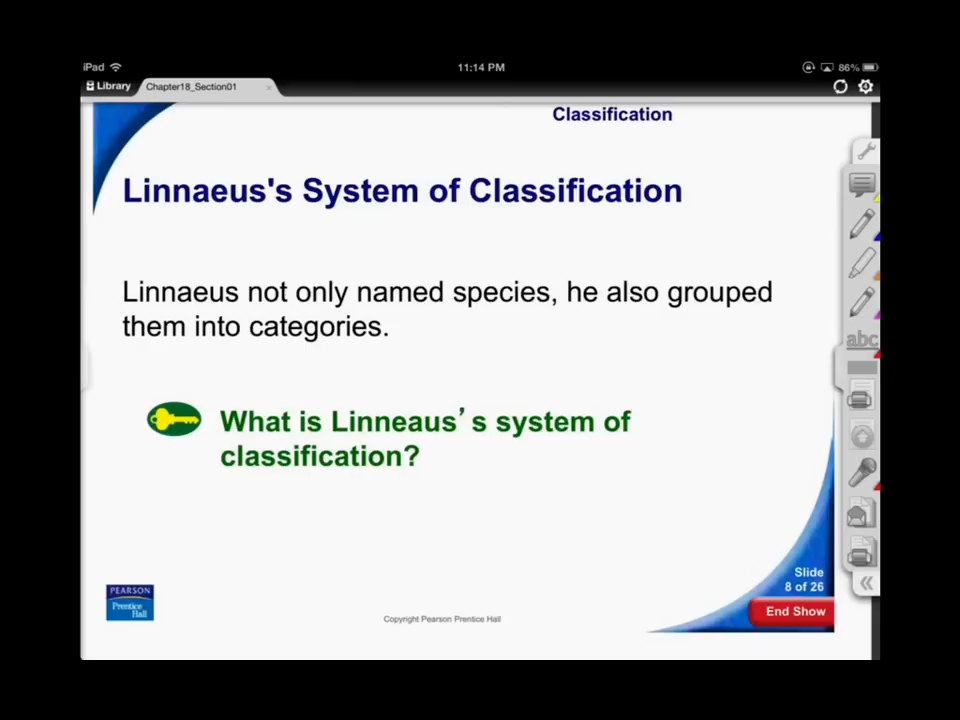 iPad
11:14 PM
86%
Library
Chapter18_Section01
Classification
Linnaeus's System of Classification
Linnaeus not only named species, he also grouped
them into categories.
What is Linneaus’s system of
classification?
abc
PEARSON
Prentice
Hall
Copyright Pearson Prentice Hall
Slide
8 of 26
End Show